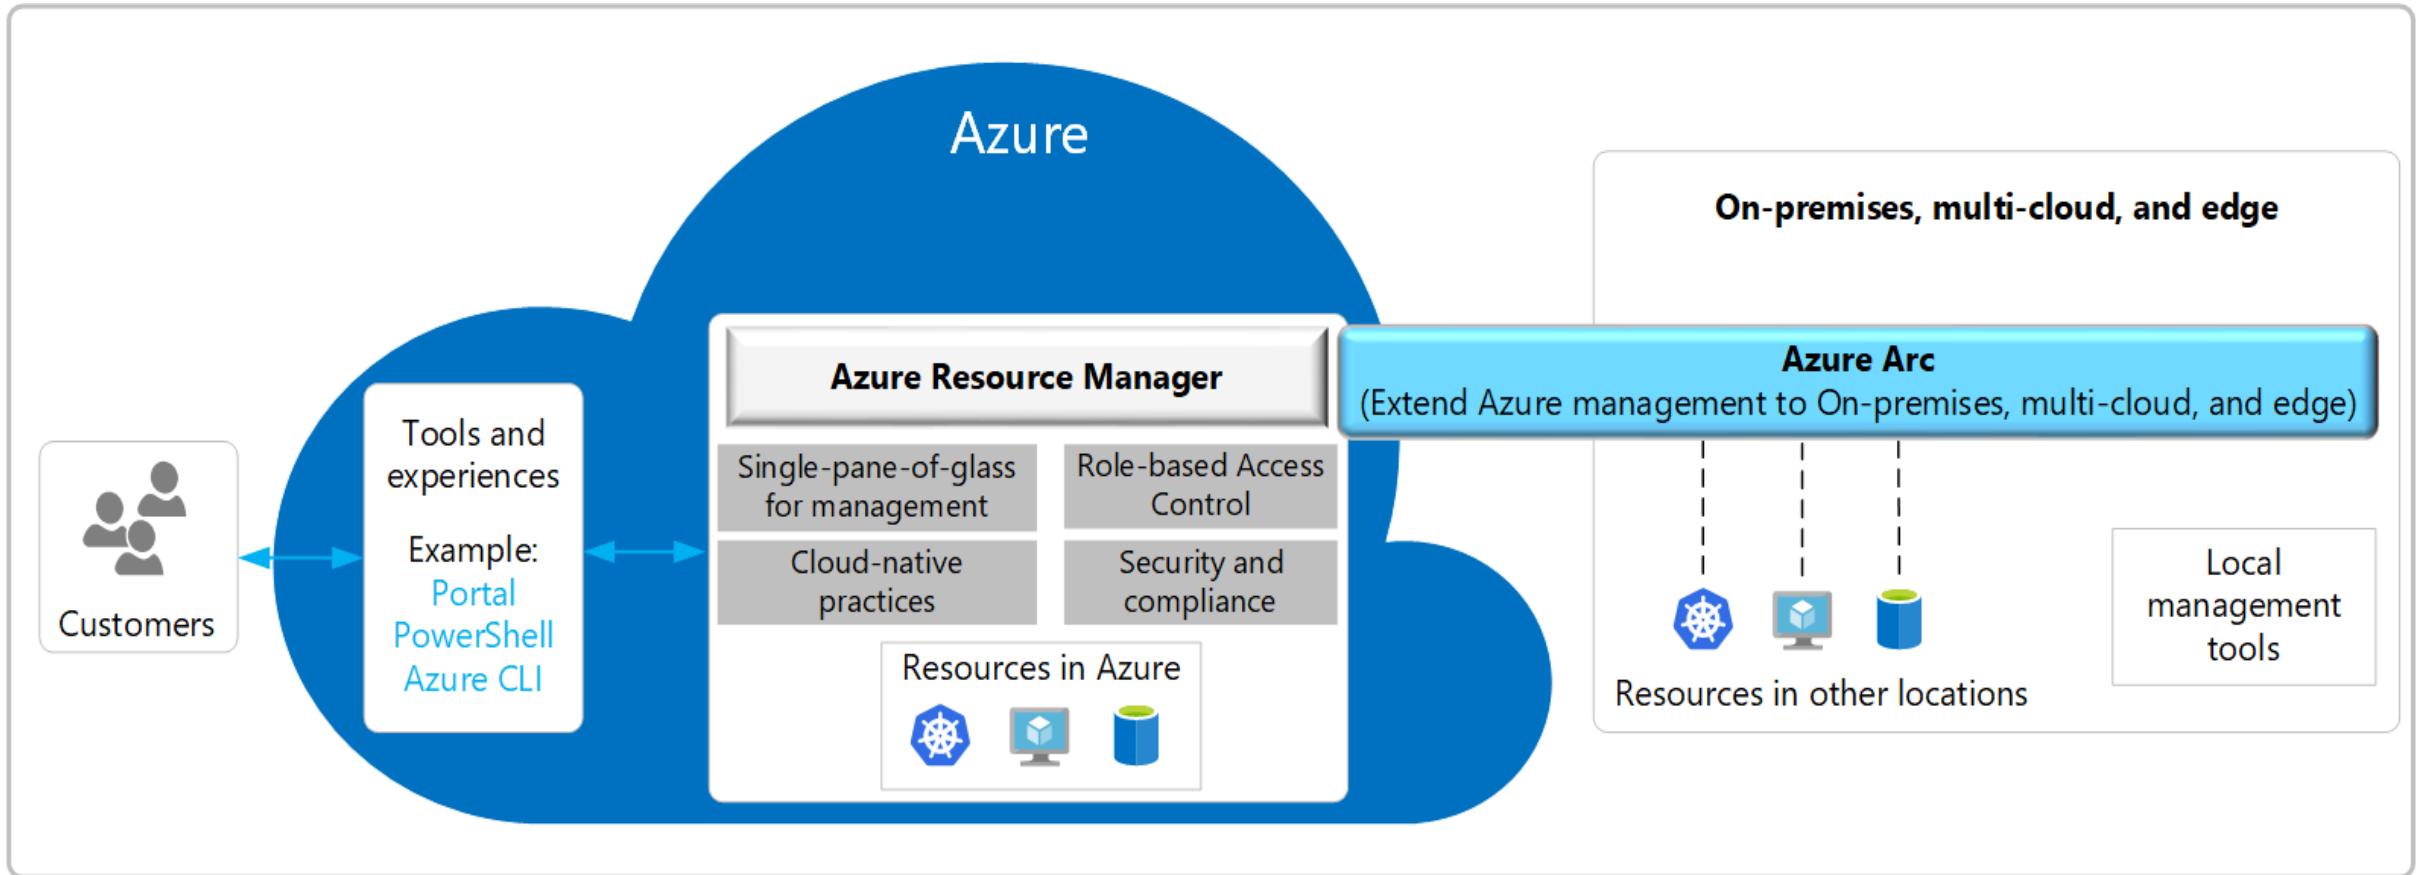 Azure
On-premises, multi-cloud, and edge
Azure Resource Manager
Azure Arc
(Extend Azure management to On-premises, multi-cloud, and edge)
Customers
Tools and
experiences
Example:
Portal
PowerShell
Azure CLI
Single-pane-of-glass
for management
Role-based Access
Control
Cloud-native
practices
Security and
compliance
Resources in Azure
Resources in other locations
Local
management
tools